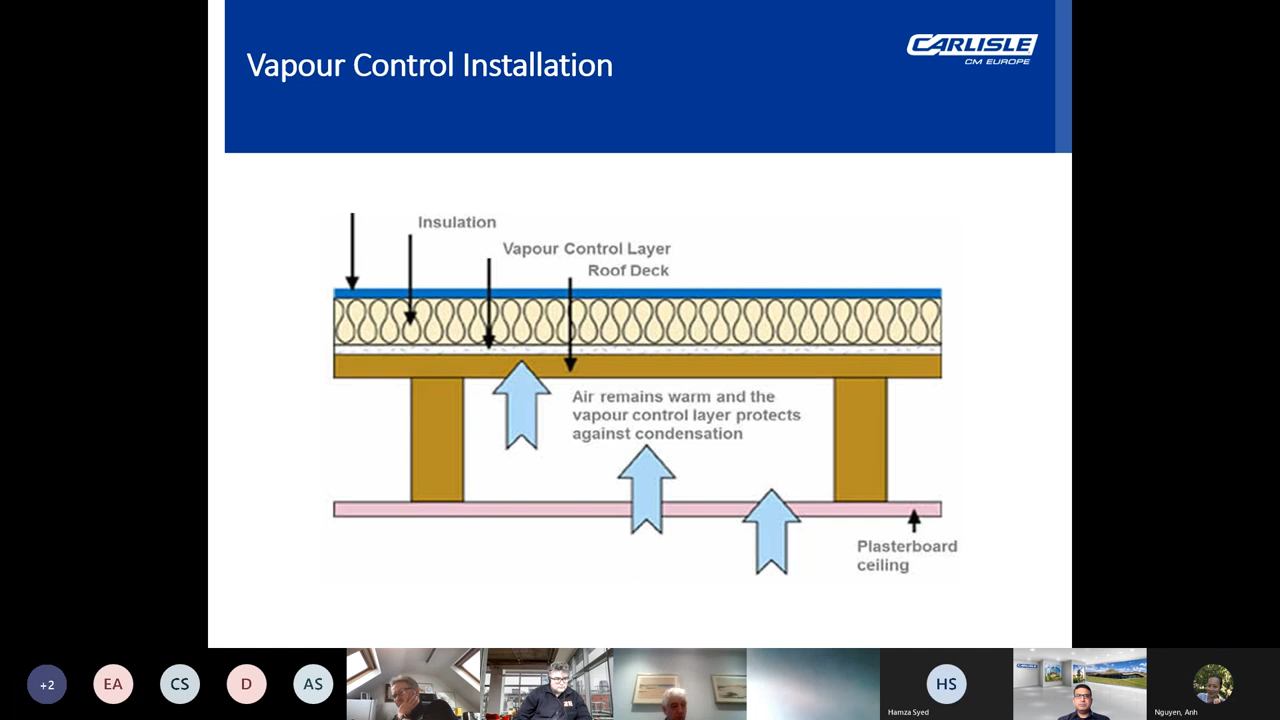 Vapour Control Installation
CARLISLE
CM EUROPE
Insulation
Vapour Control Layer
Roof Deck
Air remains warm and the
vapour control layer protects
against condensation
Plasterboard
ceiling
+2
EA
CS
D
AS
HS
Hamza Syed
CARLISLE
Nguyen, Anh